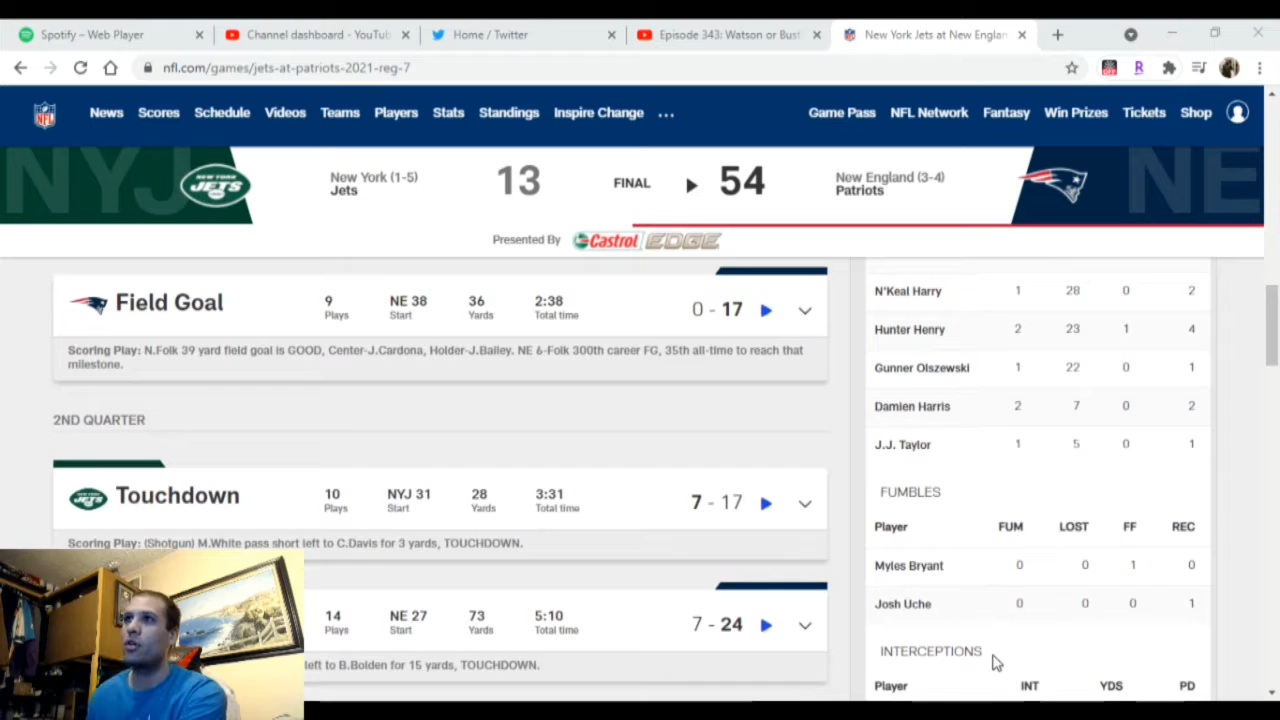 Spotify – Web Player
Channel dashboard - YouTu
Home / Twitter
Episode 343: Watson or Bust
New York Jets at New Englan
nfl.com/games/jets-at-patriots-2021-reg-7
R
NFL
News Scores Schedule Videos Teams Players Stats Standings Inspire Change ... Game Pass NFL Network Fantasy Win Prizes Tickets Shop
NYJ
NEW YORK
JETS
New York (1-5)
Jets
13
FINAL
54
New England (3-4)
Patriots
NE
Presented By Castrol EDGE
Field Goal
9 NE 38 36 2:38
Plays Start Yards Total time
0 - 17
Scoring Play: N.Folk 39 yard field goal is GOOD, Center-J.Cardona, Holder-J.Bailey. NE 6-Folk 300th career FG, 35th all-time to reach that
milestone.
2ND QUARTER
JETS
Touchdown
10 NYJ 31 28 3:31
Plays Start Yards Total time
7 - 17
Scoring Play: (Shotgun) M.White pass short left to C.Davis for 3 yards, TOUCHDOWN.
14 NE 27 73 5:10
Plays Start Yards Total time
7 - 24
left to B.Bolden for 15 yards, TOUCHDOWN.
N'Keal Harry 1 28 0 2
Hunter Henry 2 23 1 4
Gunner Olszewski 1 22 0 1
Damien Harris 2 7 0 2
J.J. Taylor 1 5 0 1
FUMBLES
Player FUM LOST FF REC
Myles Bryant 0 0 1 0
Josh Uche 0 0 0 1
INTERCEPTIONS
Player INT YDS PD